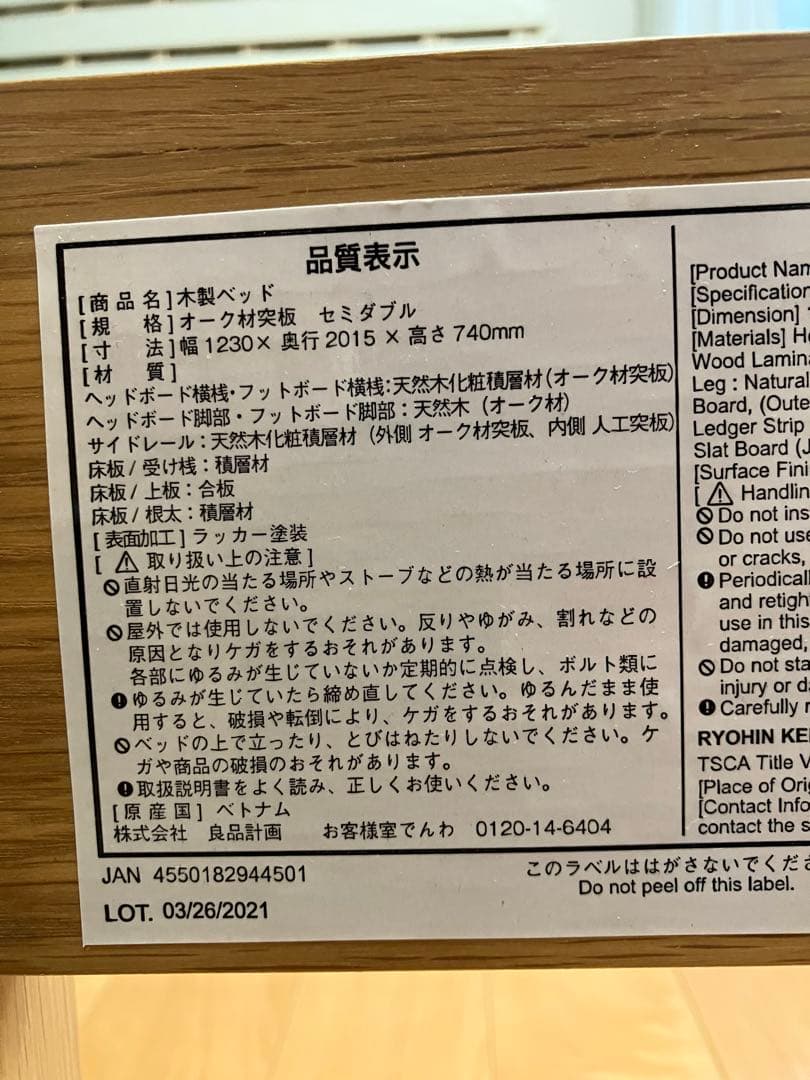 品質表示
[商品名]木製ベッド
[規　格]オーク材突板　セミダブル
[寸　法]幅1230×奥行2015×高さ740mm
[材　質]
ヘッドボード横桟・フットボード横桟:天然木化粧積層材(オーク材突板)
ヘッドボード脚部・フットボード脚部:天然木(オーク材)
サイドレール:天然木化粧積層材(外側 オーク材突板、内側 人工突板)
床板/受け桟:積層材
床板/上板:合板
床板/根太:積層材
[表面加工]ラッカー塗装
[⚠取り扱い上の注意]
直射日光の当たる場所やストーブなどの熱が当たる場所に設
置しないでください。
屋外では使用しないでください。反りやゆがみ、割れなどの
原因となりケガをするおそれがあります。
各部にゆるみが生じていないか定期的に点検し、ボルト類に
ゆるみが生じていたら締め直してください。ゆるんだまま使
用すると、破損や転倒により、ケガをするおそれがあります。
ベッドの上で立ったり、とびはねたりしないでください。ケ
ガや商品の破損のおそれがあります。
取扱説明書をよく読み、正しくお使いください。
[原産国]ベトナム
株式会社　良品計画　お客様室でんわ　0120-14-6404
[Product
[Specification
[Dimension]
[Materials]
Wood
Leg : Natural
Board, (Oute
Ledger Strip
Slat Board (J
[Surface
[⚠ Handlin
Do not ins
Do not use
or cracks,
Periodicall
and retigh
use in this
damaged,
Do not sta
injury or d
Carefully r
RYOHIN KE
TSCA Title V
[Place of Orig
[Contact Info
contact the s
JAN 4550182944501
このラベルははがさないでくださ
Do not peel off this label.
LOT. 03/26/2021